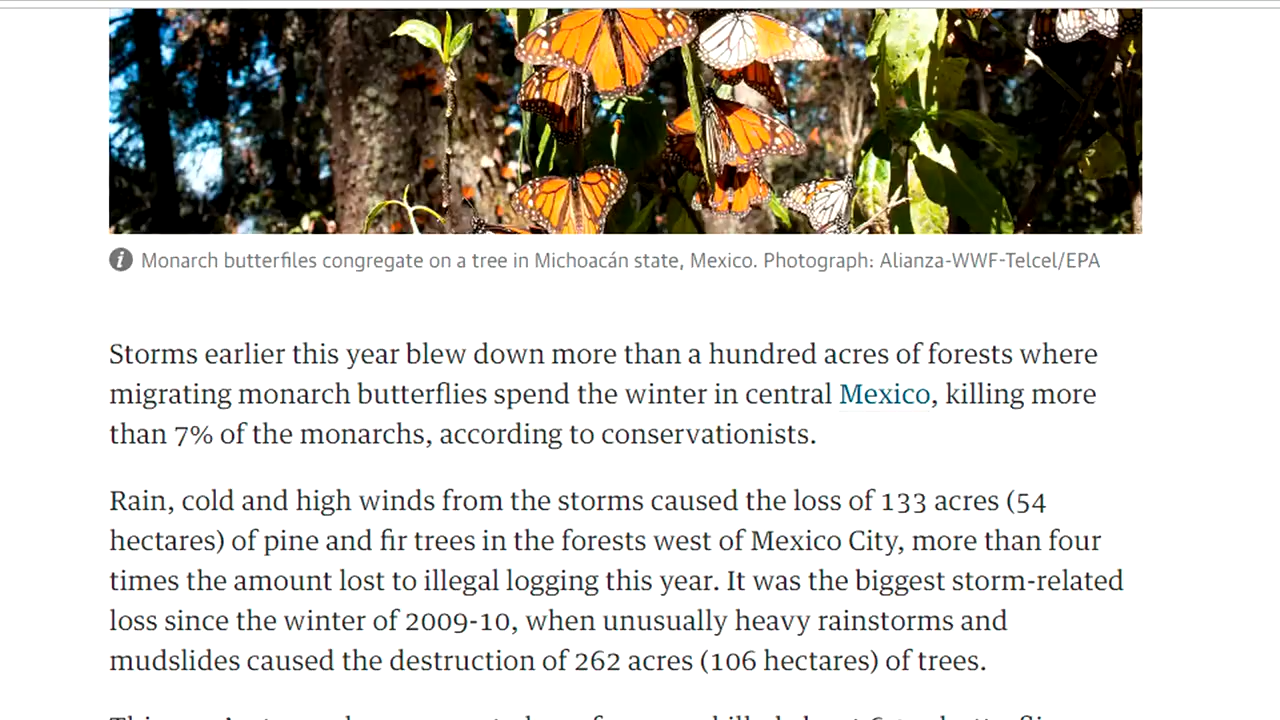 Monarch butterfiles congregate on a tree in Michoacán state, Mexico. Photograph: Alianza-WWF-Telcel/EPA
Storms earlier this year blew down more than a hundred acres of forests where
migrating monarch butterflies spend the winter in central Mexico, killing more
than 7% of the monarchs, according to conservationists.
Rain, cold and high winds from the storms caused the loss of 133 acres (54
hectares) of pine and fir trees in the forests west of Mexico City, more than four
times the amount lost to illegal logging this year. It was the biggest storm-related
loss since the winter of 2009-10, when unusually heavy rainstorms and
mudslides caused the destruction of 262 acres (106 hectares) of trees.